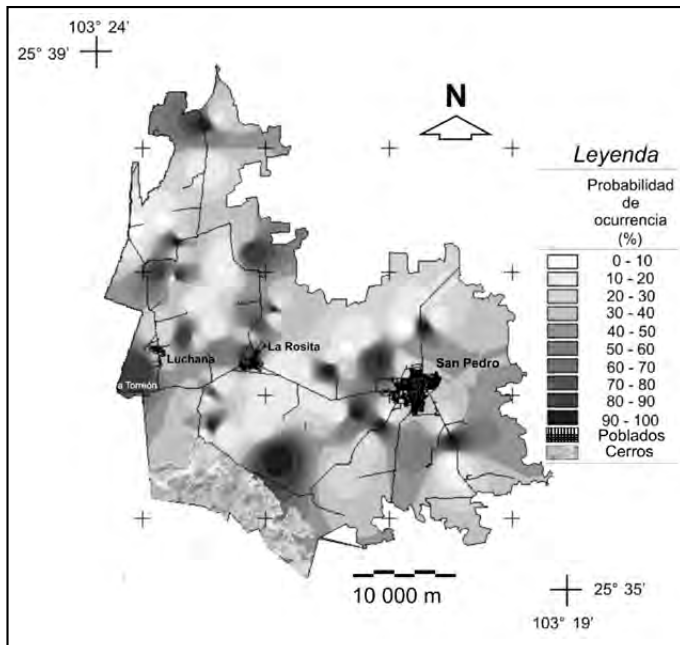 103° 24'
25° 39'
N
Leyenda
Probabilidad
de
ocurrencia
(%)
0 - 10
10 - 20
20 - 30
30 - 40
40 - 50
50 - 60
60 - 70
70 - 80
80 - 90
90 - 100
Poblados
Cerros
La Rosita
Luchana
San Pedro
a Torreón
10 000 m
25° 35'
103° 19'